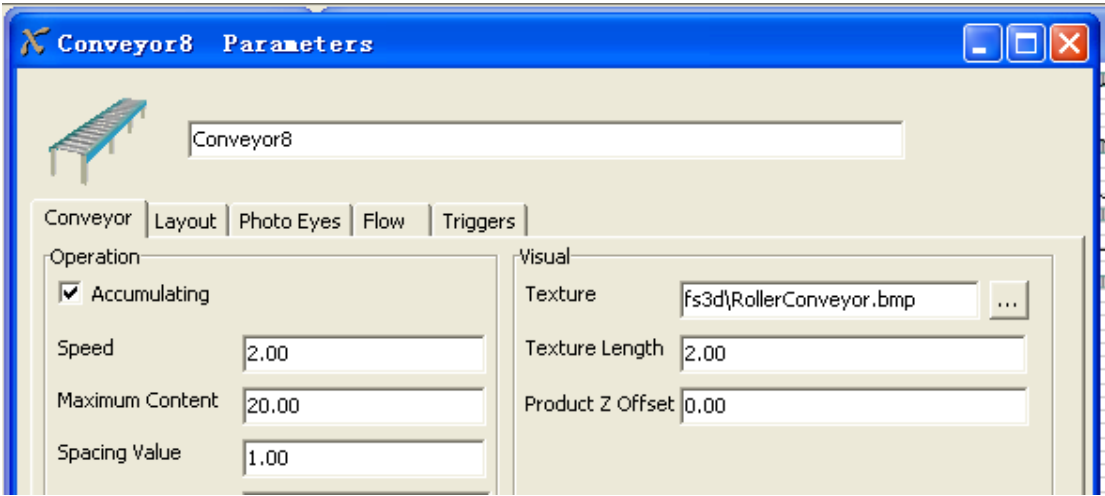 Conveyor8 Parameters
Conveyor8
Conveyor Layout Photo Eyes Flow Triggers
Operation
Accumulating
Speed 2.00
Maximum Content 20.00
Spacing Value 1.00
Visual
Texture fs3d\RollerConveyor.bmp ...
Texture Length 2.00
Product Z Offset 0.00